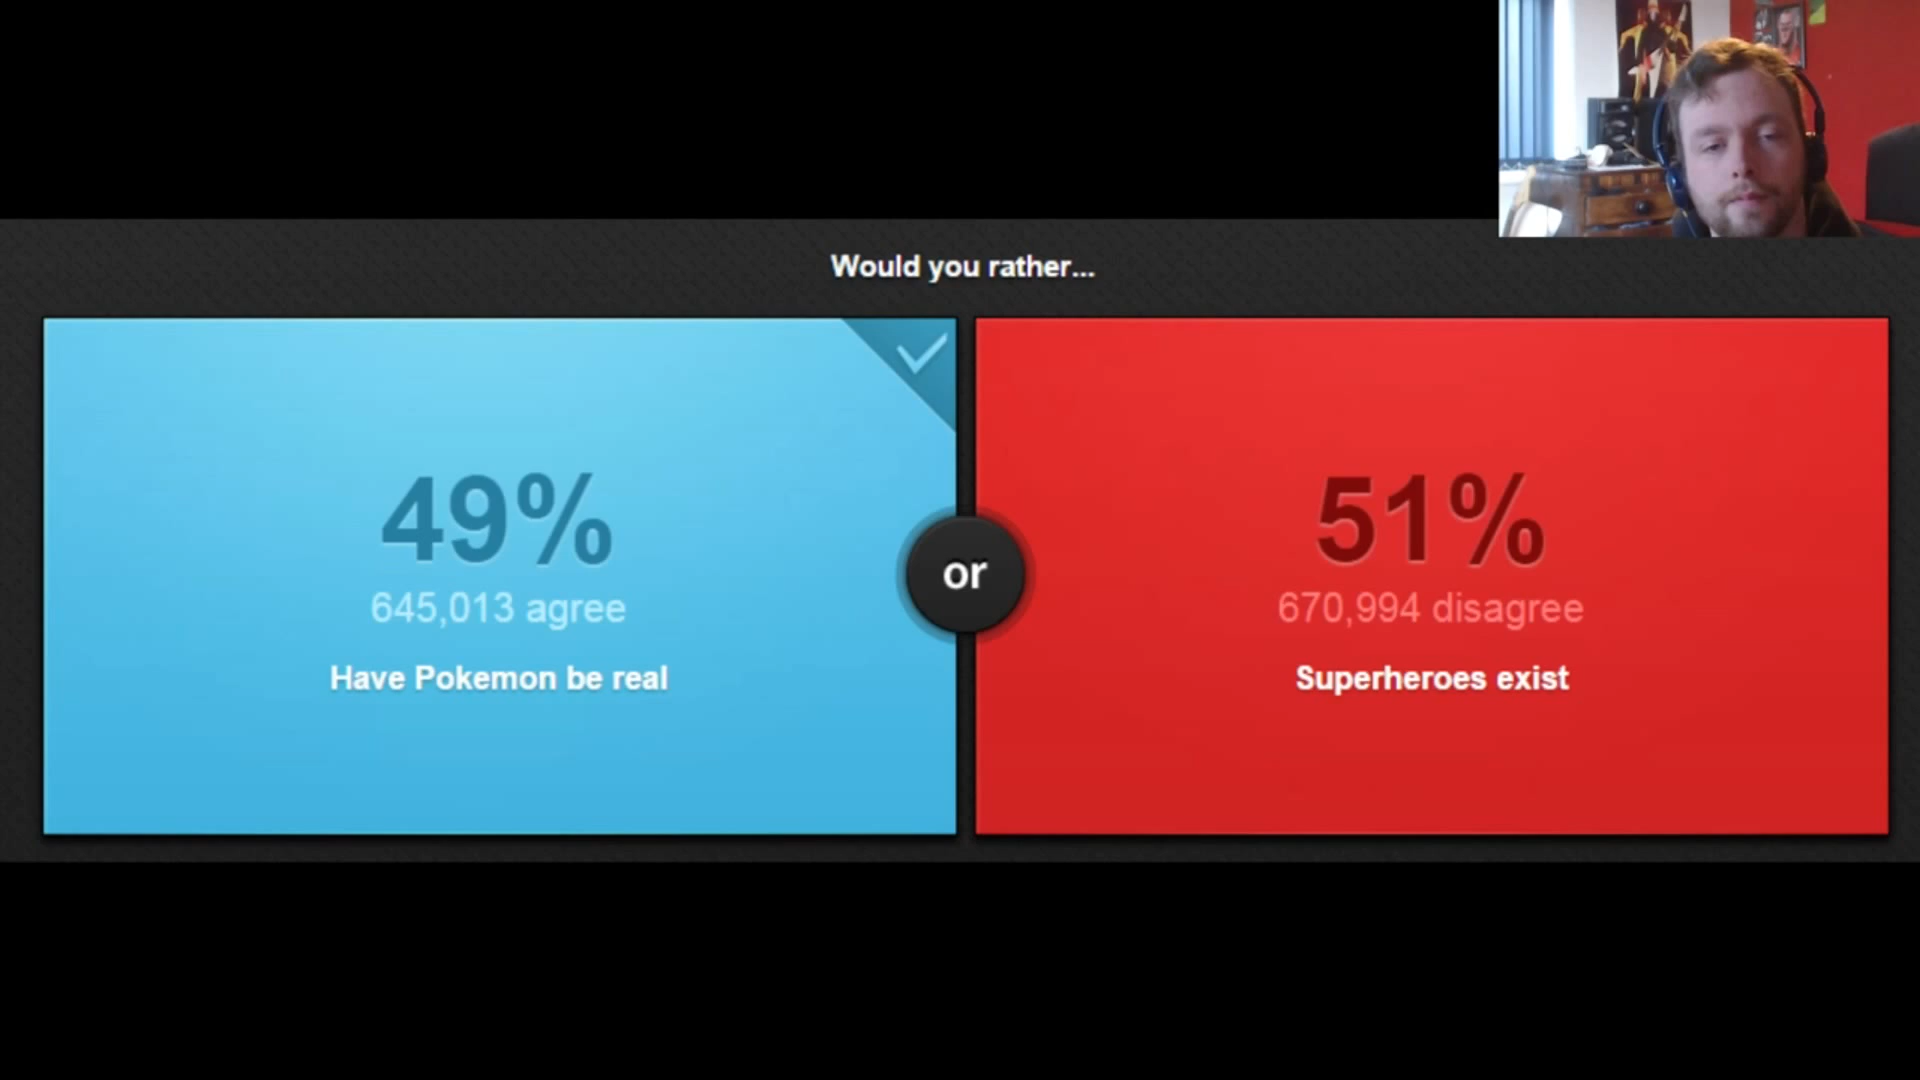 Would you rather...
49%
645,013 agree
Have Pokemon be real
or
51%
670,994 disagree
Superheroes exist